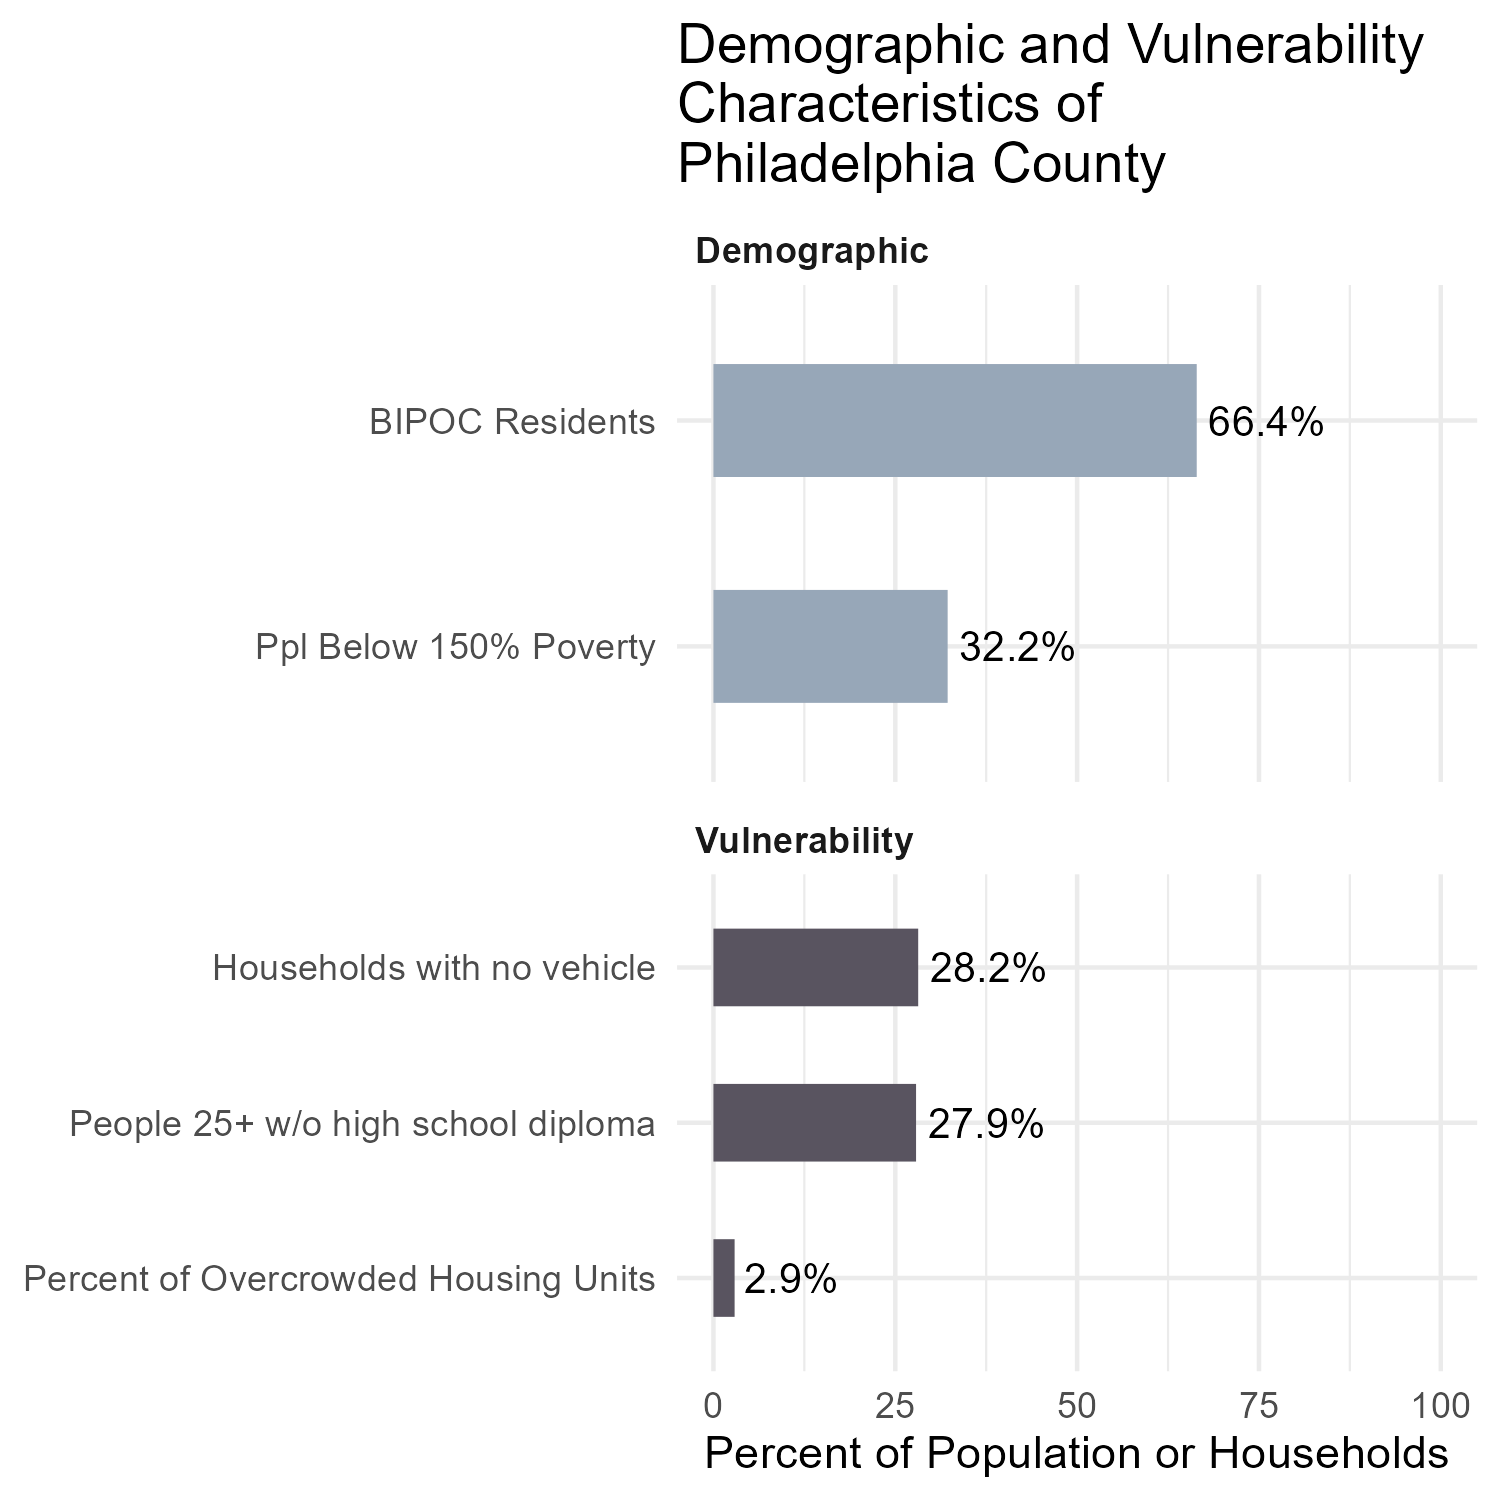 Demographic and Vulnerability
Characteristics of
Philadelphia County
Demographic
BIPOC Residents
66.4%
Ppl Below 150% Poverty
32.2%
Vulnerability
Households with no vehicle
28.2%
People 25+ w/o high school diploma
27.9%
Percent of Overcrowded Housing Units
2.9%
0 25 50 75 100
Percent of Population or Households